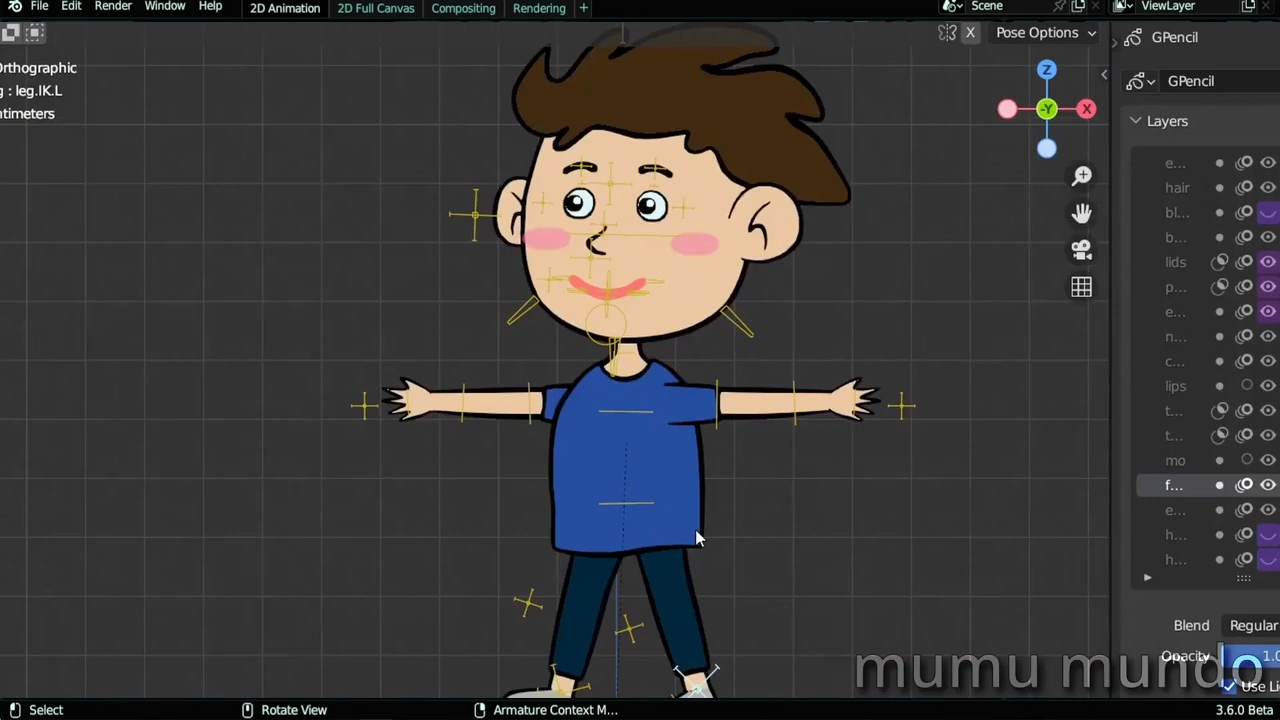 File Edit Render Window Help 2D Animation 2D Full Canvas Compositing Rendering + Scene ViewLayer
X Pose Options
GPencil
Orthographic
: leg.IK.L
GPencil
Layers
Z
X
-Y
e...
hair
bl...
b...
lids
p...
e...
n...
c...
lips
t...
t...
mo
f...
e...
h...
h...
Blend Regular
Opacity 1.0
Use Li
mumu mundo
Select Rotate View Armature Context M... 3.6.0 Beta